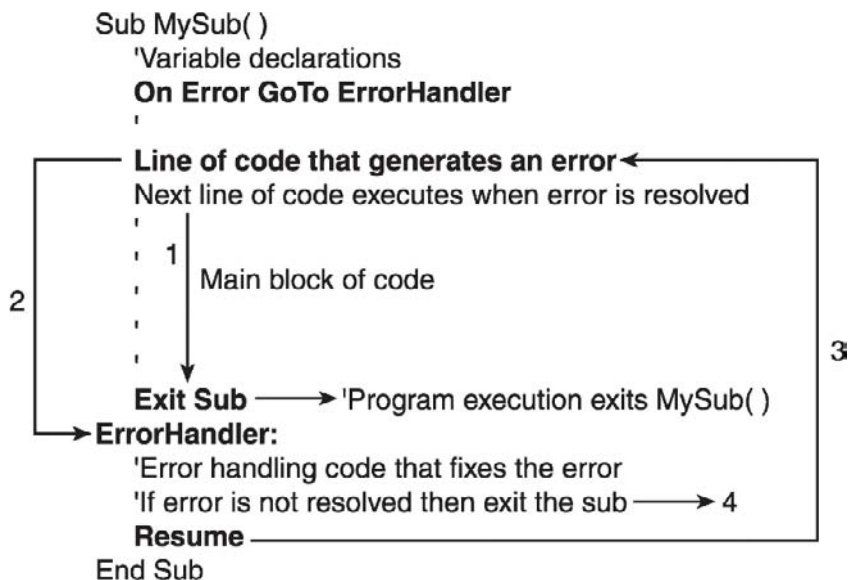 Sub MySub( )
'Variable declarations
On Error GoTo ErrorHandler
'
Line of code that generates an error
Next line of code executes when error is resolved
'
1
'
Main block of code
'
2
'
3
'
Exit Sub 'Program execution exits MySub( )
ErrorHandler:
'Error handling code that fixes the error
'If error is not resolved then exit the sub 4
Resume
End Sub